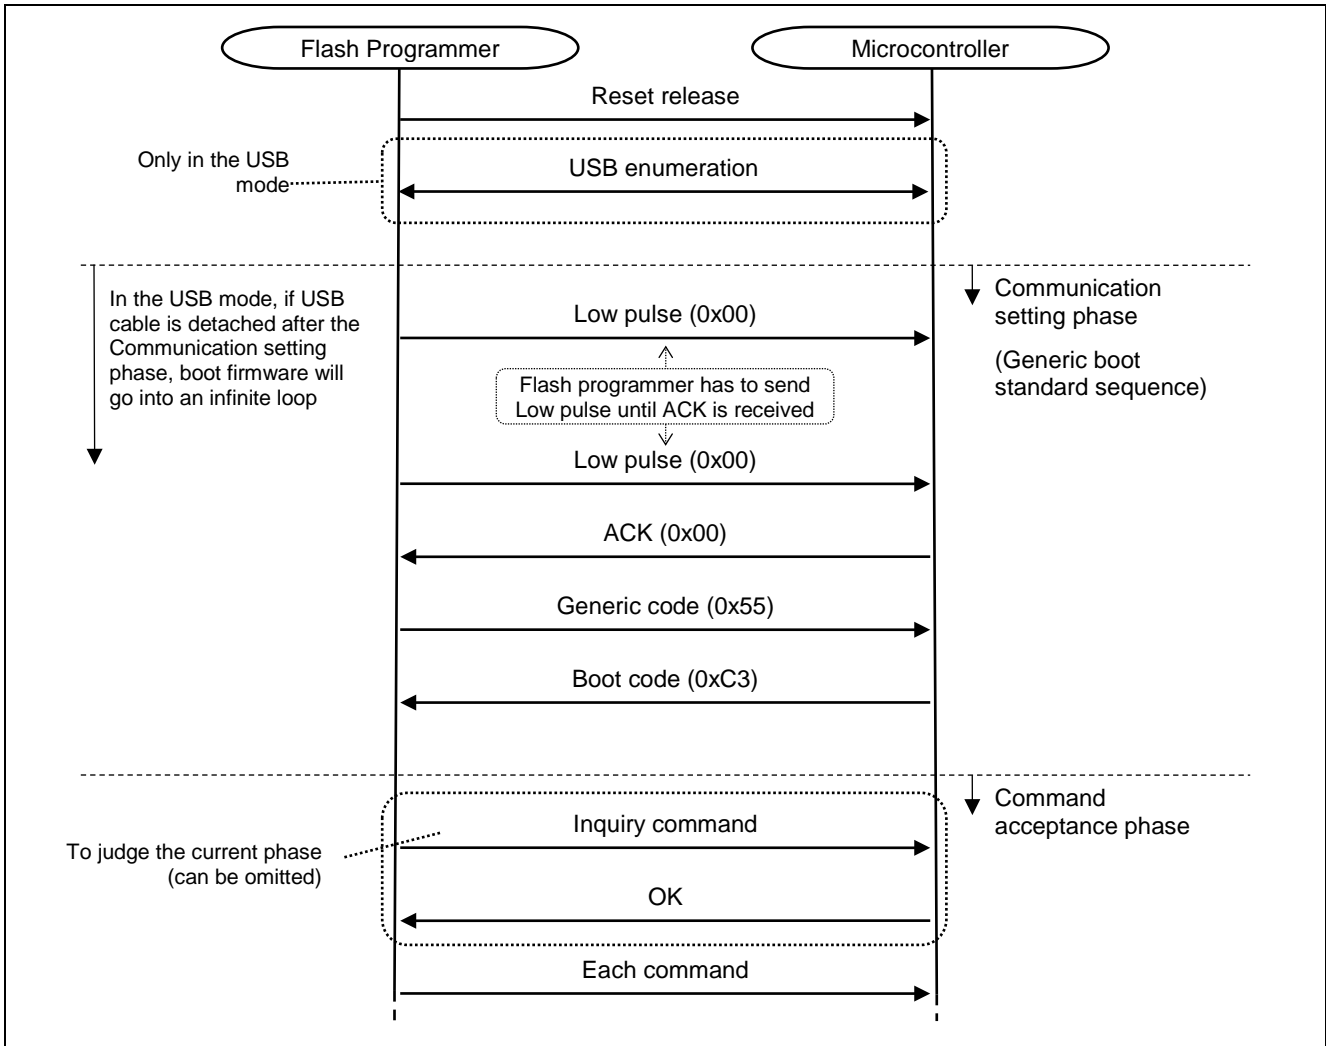 Flash Programmer
Microcontroller
Reset release
Only in the USB
mode
USB enumeration
In the USB mode, if USB
cable is detached after the
Communication setting
phase, boot firmware will
go into an infinite loop
Communication
setting phase
(Generic boot
standard sequence)
Low pulse (0x00)
Flash programmer has to send
Low pulse until ACK is received
Low pulse (0x00)
ACK (0x00)
Generic code (0x55)
Boot code (0xC3)
Command
acceptance phase
Inquiry command
To judge the current phase
(can be omitted)
OK
Each command